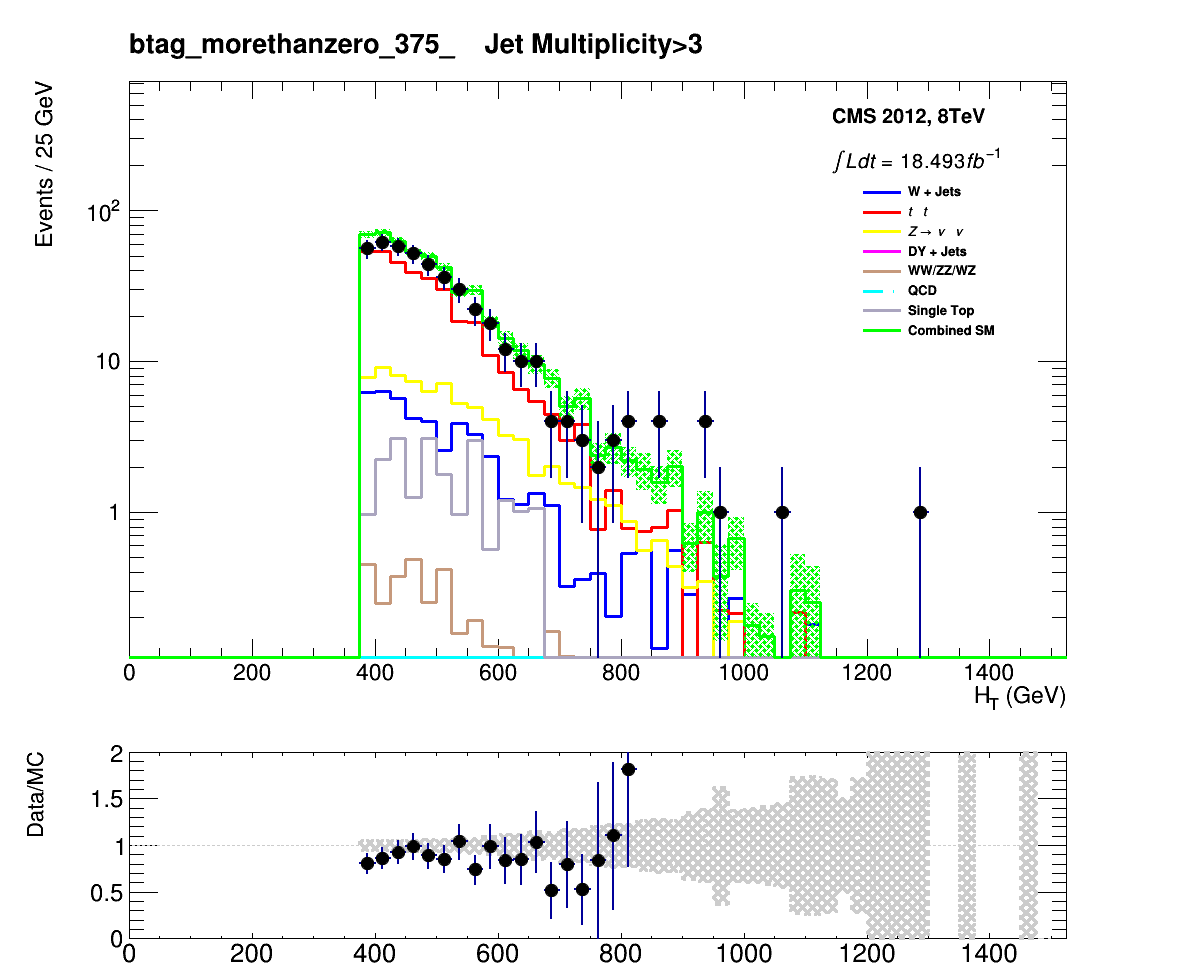 btag_morethanzero_375_ Jet Multiplicity>3
Events / 25 GeV
CMS 2012, 8TeV
∫Ldt = 18.493fb⁻¹
W + Jets
t t
Z→ ν ν
DY + Jets
WW/ZZ/WZ
QCD
Single Top
Combined SM
10²
10
1
0 200 400 600 800 1000 1200 1400
H_T (GeV)
Data/MC
2
1.5
1
0.5
0
0 200 400 600 800 1000 1200 1400